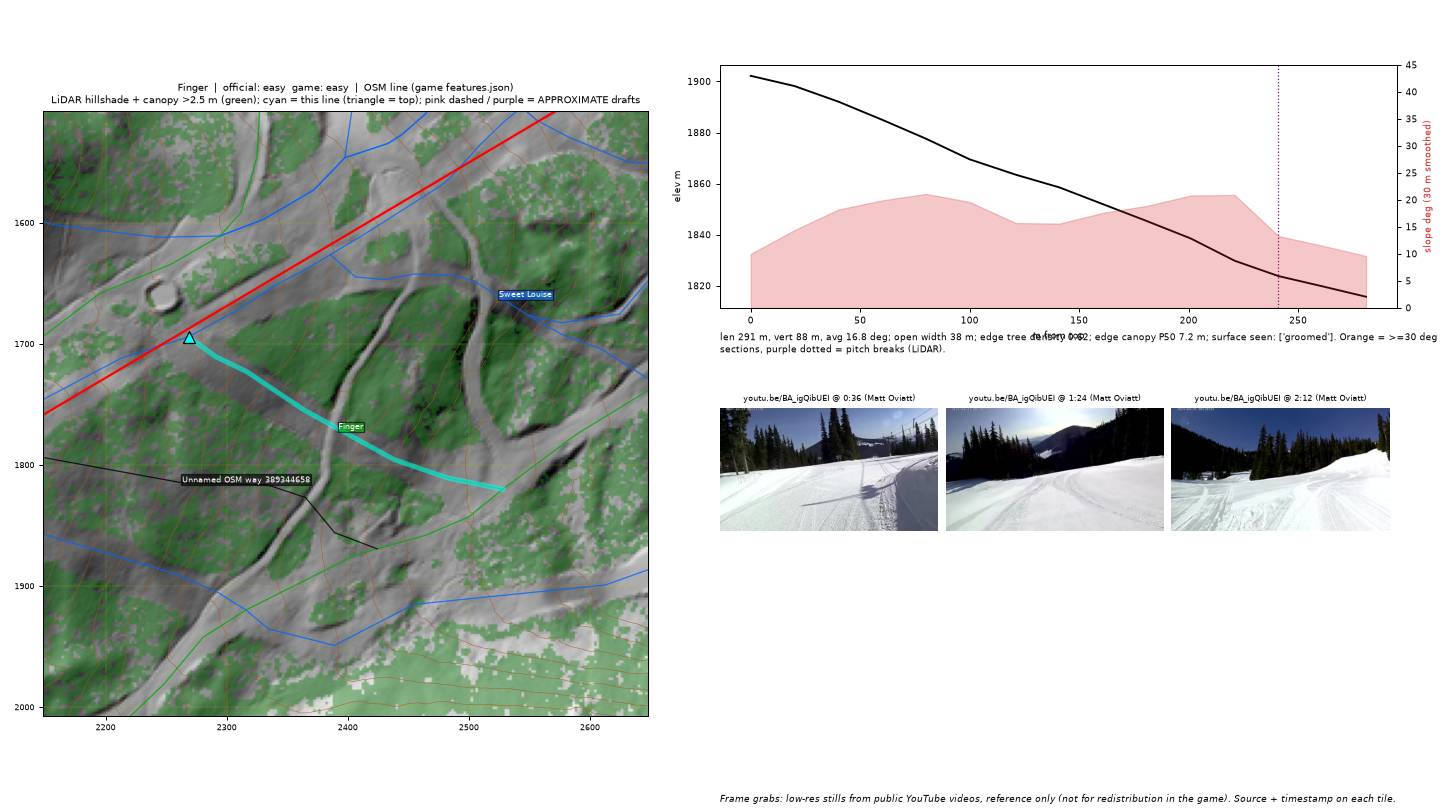 Finger | official: easy game: easy | OSM line (game features.json)
LiDAR hillshade + canopy >2.5 m (green); cyan = this line (triangle = top); pink dashed / purple = APPROXIMATE drafts
1600
1700
1800
1900
2000
2200
2300
2400
2500
2600
Sweet Louise
Finger
Unnamed OSM way 389344658
1900
1880
1860
1840
1820
elev m
0
50
100
150
200
250
45
40
35
30
25
20
15
10
5
0
slope deg (30 m smoothed)
len 291 m, vert 88 m, avg 16.8 deg; open width 38 m; edge tree density 0.62; edge canopy P50 7.2 m; surface seen: ['groomed']. Orange = >=30 deg
sections, purple dotted = pitch breaks (LiDAR).
youtu.be/BA_igQibUEI @ 0:36 (Matt Oviatt)
youtu.be/BA_igQibUEI @ 1:24 (Matt Oviatt)
youtu.be/BA_igQibUEI @ 2:12 (Matt Oviatt)
Frame grabs: low-res stills from public YouTube videos, reference only (not for redistribution in the game). Source + timestamp on each tile.